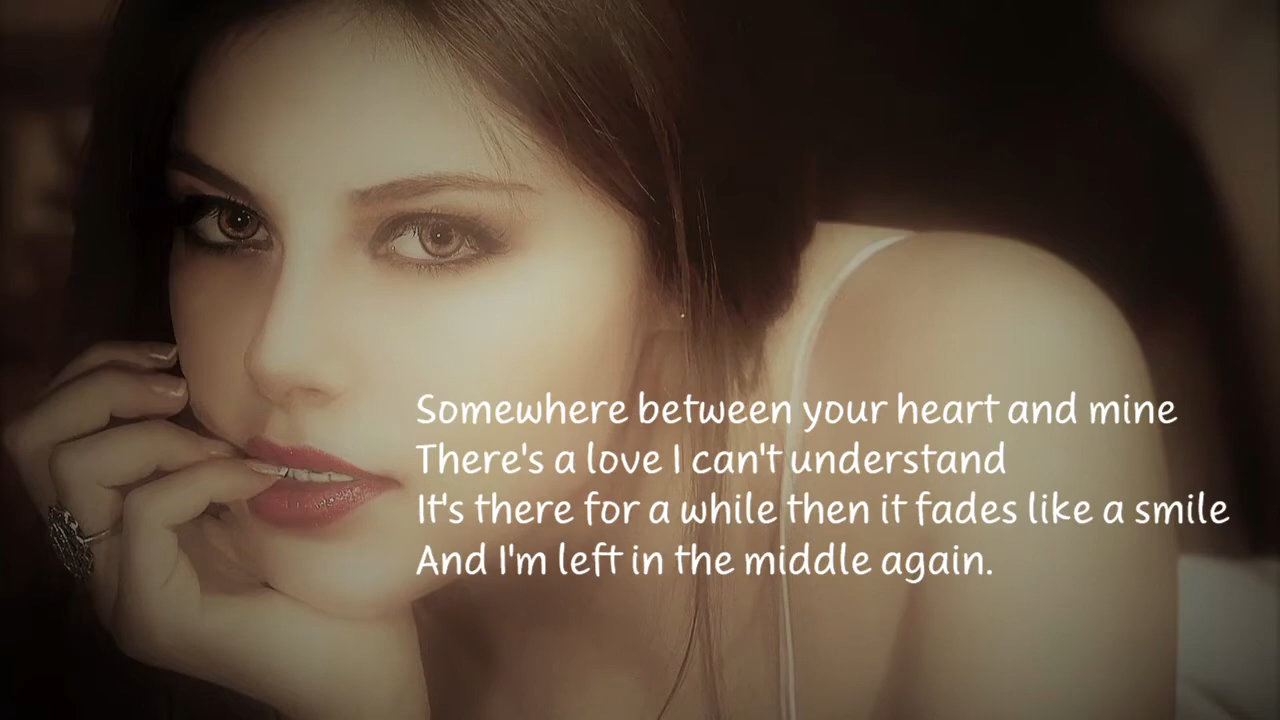 Somewhere between your heart and mine
There's a love I can't understand
It's there for a while then it fades like a smile
And I'm left in the middle again.